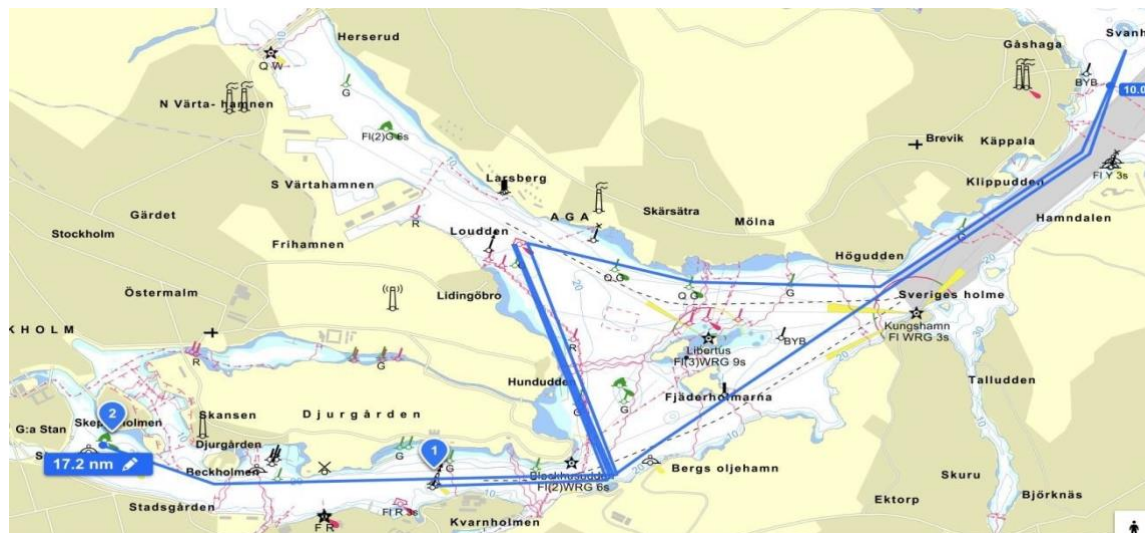 Herserud
Q W
G
N Värta- hamnen
Fl(2)G 6s
Gåshaga
Svanh
BYB
10.0
Brevik
Käppala
Fl Y 3s
Klippudden
Larsberg
S Värtahamnen
A G A
Skärsätra
Mölna
Hamndalen
Gärdet
R
Loudden
Stockholm
Frihamnen
Högudden
Q G
Q G
G
Lidingöbro
Sveriges holme
Östermalm
Kungshamn
Fl WRG 3s
KHOLM
R
BYB
Libertus
Fl(3)WRG 9s
R
G
Hundudden
Talludden
Fjäderholmarna
G
G
2
Skansen
Djurgården
G:a Stan
Skeppsholmen
Djurgården
1
G
G
17.2 nm
Beckholmen
Blockhusudden
Fl(2)WRG 6s
Bergs oljehamn
Skuru
Stadsgården
Fl R 3s
F R
Kvarnholmen
Ektorp
Björknäs